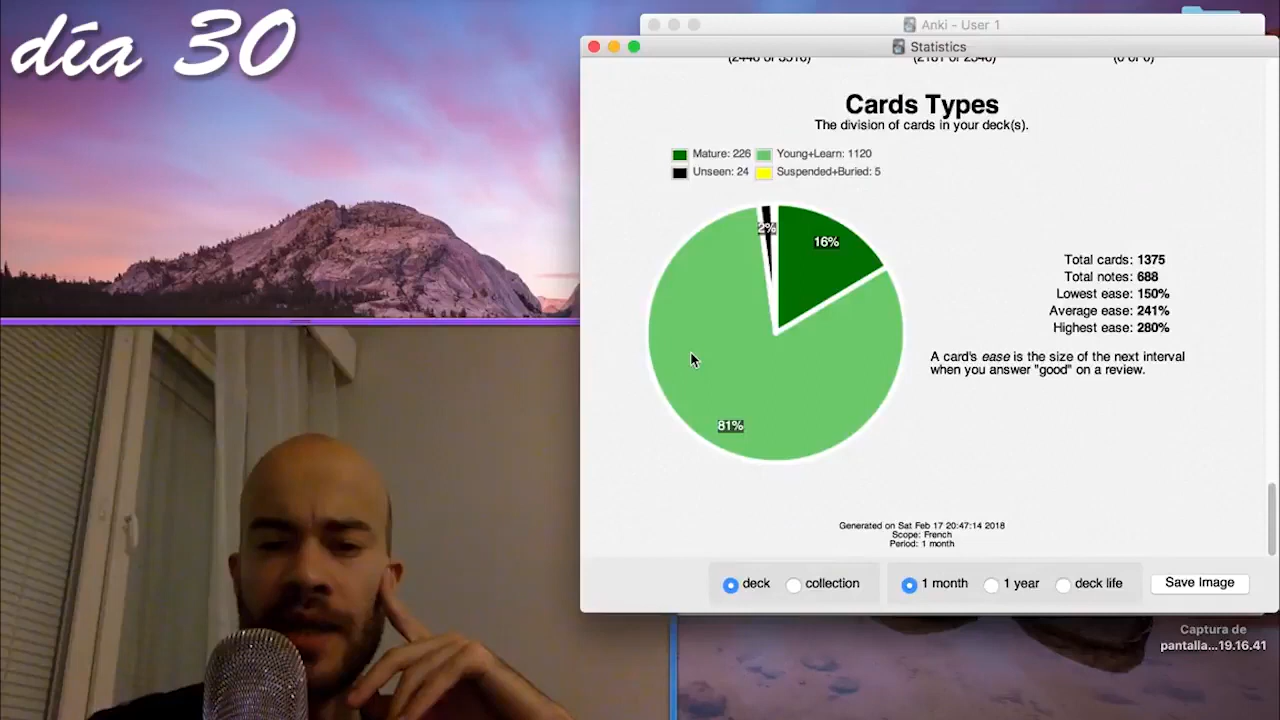 día 30
Anki - User 1
Statistics
Cards Types
The division of cards in your deck(s).
Mature: 226 Young+Learn: 1120
Unseen: 24 Suspended+Buried: 5
2%
16%
81%
Total cards: 1375
Total notes: 688
Lowest ease: 150%
Average ease: 241%
Highest ease: 280%
A card's ease is the size of the next interval
when you answer "good" on a review.
Generated on Sat Feb 17 20:47:14 2018
Scope: French
Period: 1 month
deck collection 1 month 1 year deck life Save Image
Captura de
pantalla...19.16.41